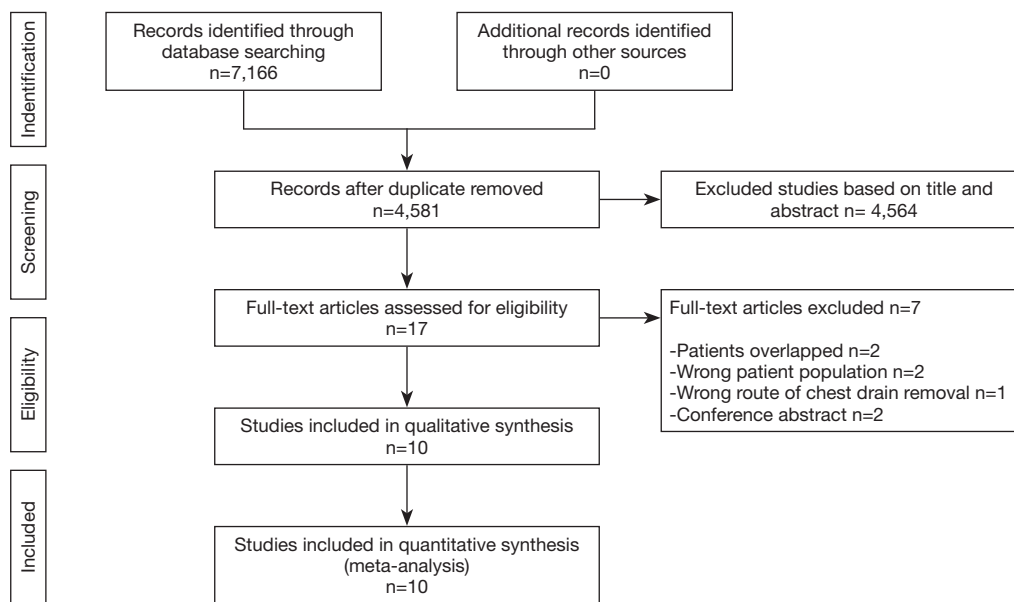 Indentification
Records identified through
database searching
n=7,166
Additional records identified
through other sources
n=0
Screening
Records after duplicate removed
n=4,581
Excluded studies based on title and
abstract n= 4,564
Eligibility
Full-text articles assessed for eligibility
n=17
Full-text articles excluded n=7
-Patients overlapped n=2
-Wrong patient population n=2
-Wrong route of chest drain removal n=1
-Conference abstract n=2
Studies included in qualitative synthesis
n=10
Included
Studies included in quantitative synthesis
(meta-analysis)
n=10